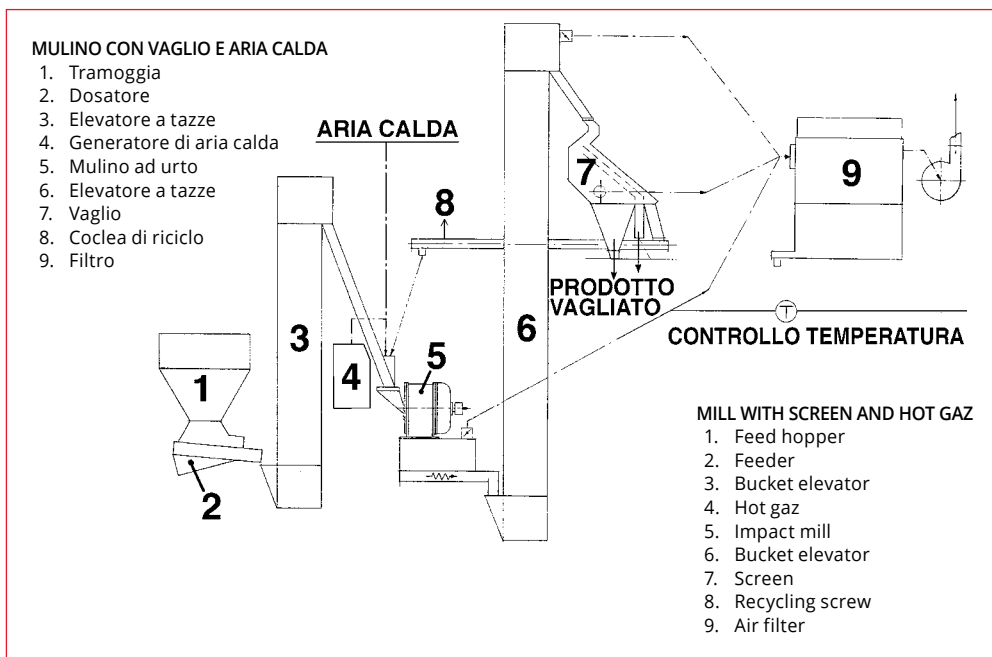 MULINO CON VAGLIO E ARIA CALDA
1. Tramoggia
2. Dosatore
3. Elevatore a tazze
4. Generatore di aria calda
5. Mulino ad urto
6. Elevatore a tazze
7. Vaglio
8. Coclea di riciclo
9. Filtro
ARIA CALDA
8
7
9
PRODOTTO
VAGLIATO
CONTROLLO TEMPERATURA
T
3
6
5
4
1
2
MILL WITH SCREEN AND HOT GAZ
1. Feed hopper
2. Feeder
3. Bucket elevator
4. Hot gaz
5. Impact mill
6. Bucket elevator
7. Screen
8. Recycling screw
9. Air filter